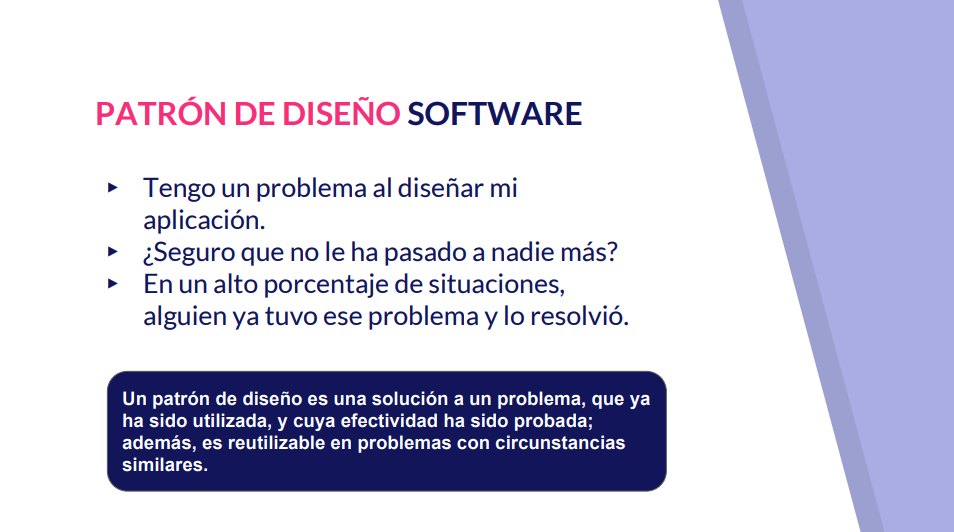 PATRÓN DE DISEÑO SOFTWARE
▸ Tengo un problema al diseñar mi
aplicación.
▸ ¿Seguro que no le ha pasado a nadie más?
▸ En un alto porcentaje de situaciones,
alguien ya tuvo ese problema y lo resolvió.
Un patrón de diseño es una solución a un problema, que ya
ha sido utilizada, y cuya efectividad ha sido probada;
además, es reutilizable en problemas con circunstancias
similares.